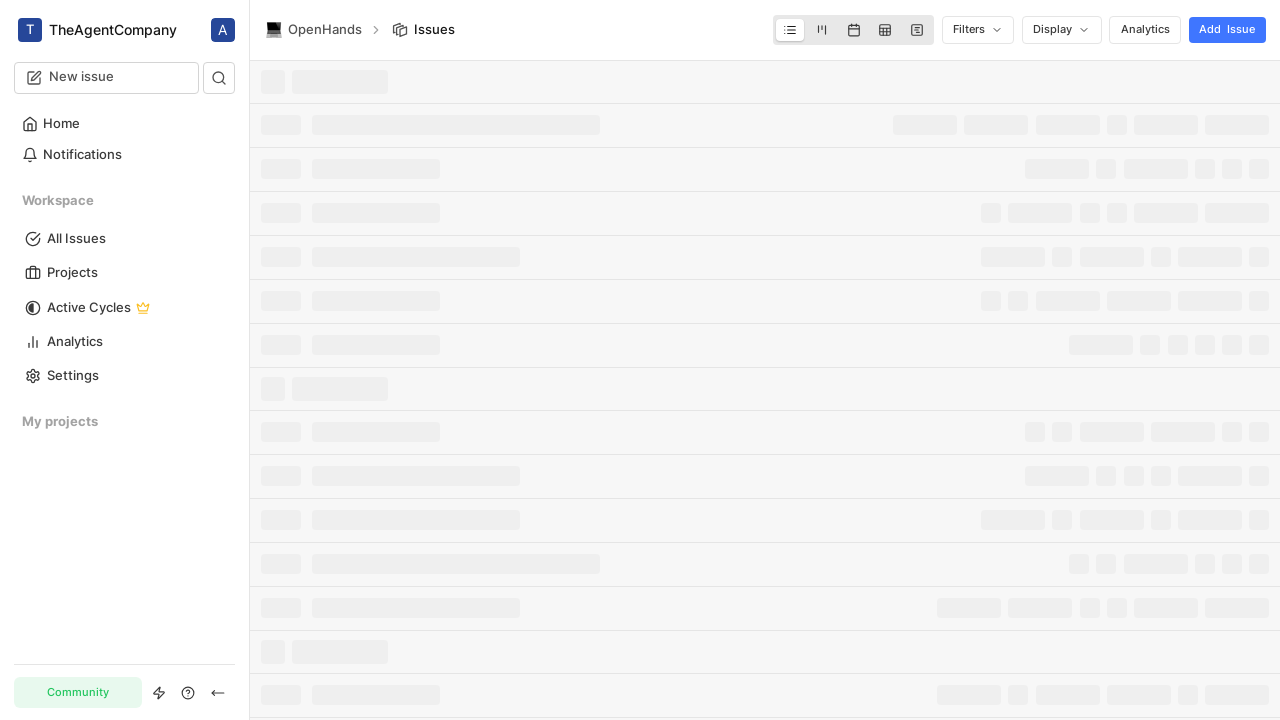 T TheAgentCompany A
OpenHands Issues Filters Display Analytics Add Issue
New issue
Home
Notifications
Workspace
All Issues
Projects
Active Cycles
Analytics
Settings
My projects
Community